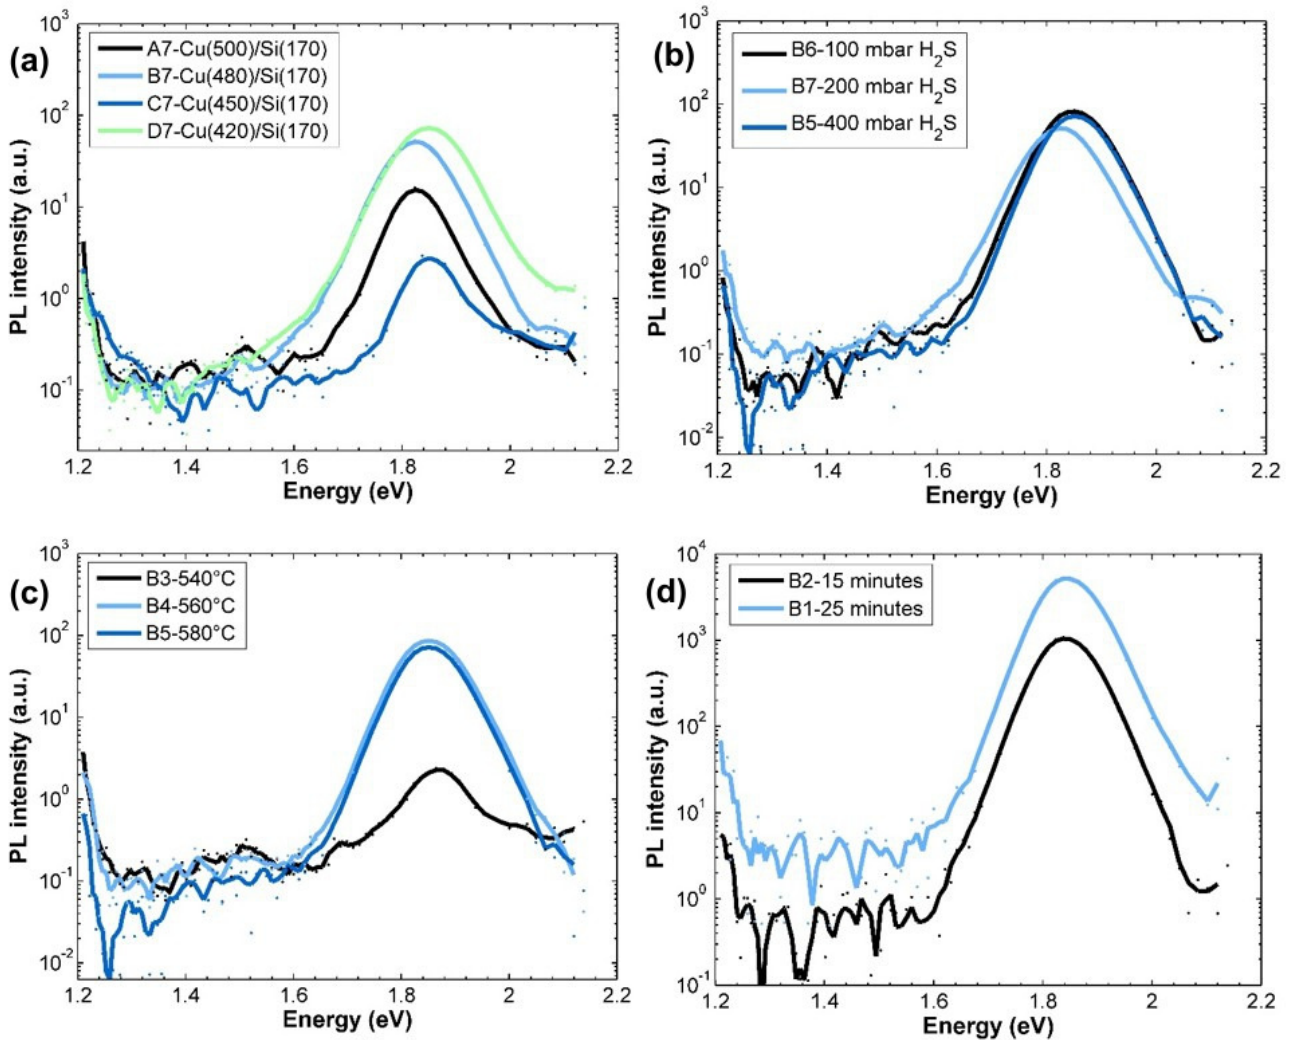 (a)
A7-Cu(500)/Si(170)
B7-Cu(480)/Si(170)
C7-Cu(450)/Si(170)
D7-Cu(420)/Si(170)
PL intensity (a.u.)
10³
10²
10¹
10⁰
10⁻¹
1.2
1.4
1.6
1.8
2
2.2
Energy (eV)
(b)
B6-100 mbar H₂S
B7-200 mbar H₂S
B5-400 mbar H₂S
PL intensity (a.u.)
10³
10²
10¹
10⁰
10⁻¹
10⁻²
1.2
1.4
1.6
1.8
2
2.2
Energy (eV)
(c)
B3-540°C
B4-560°C
B5-580°C
PL intensity (a.u.)
10³
10²
10¹
10⁰
10⁻¹
10⁻²
1.2
1.4
1.6
1.8
2
2.2
Energy (eV)
(d)
B2-15 minutes
B1-25 minutes
PL intensity (a.u.)
10⁴
10³
10²
10¹
10⁰
10⁻¹
1.2
1.4
1.6
1.8
2
2.2
Energy (eV)